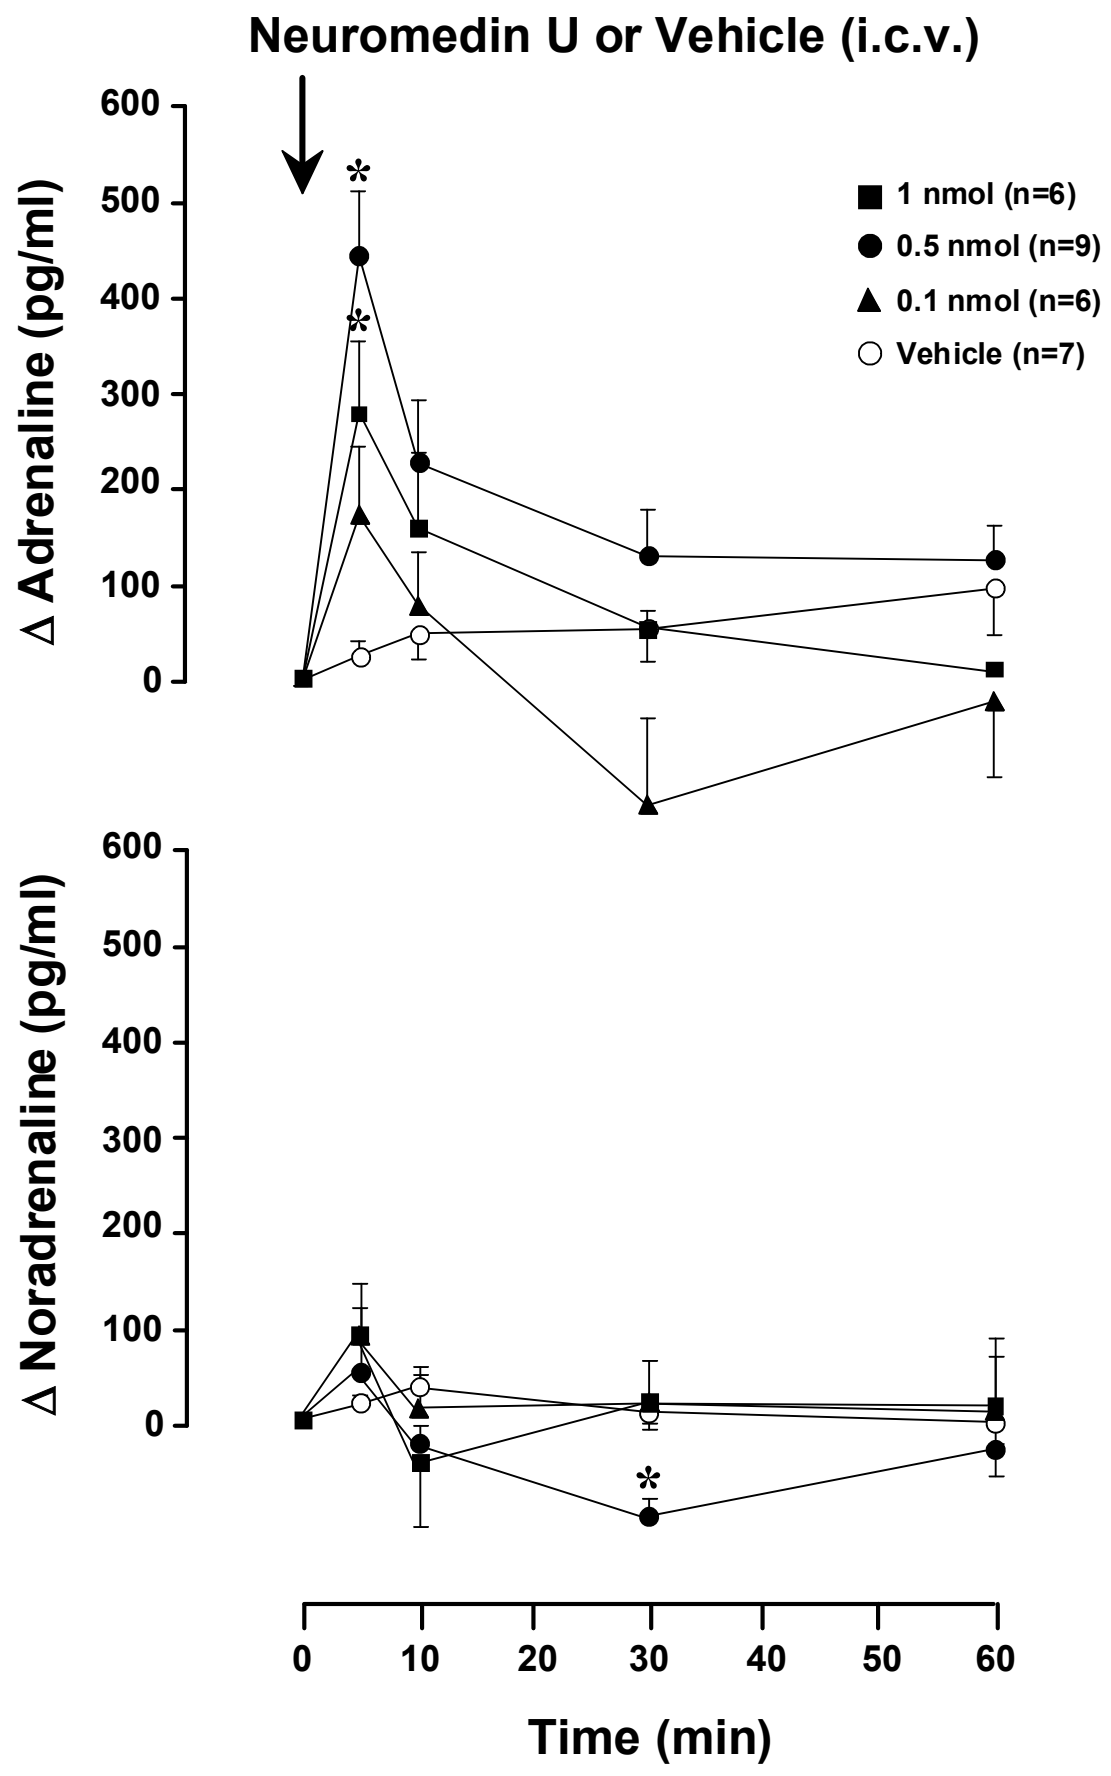 Neuromedin U or Vehicle (i.c.v.)
600
500
400
300
200
100
0
Δ Adrenaline (pg/ml)
*
*
1 nmol (n=6)
0.5 nmol (n=9)
0.1 nmol (n=6)
Vehicle (n=7)
600
500
400
300
200
100
0
Δ Noradrenaline (pg/ml)
*
0 10 20 30 40 50 60
Time (min)